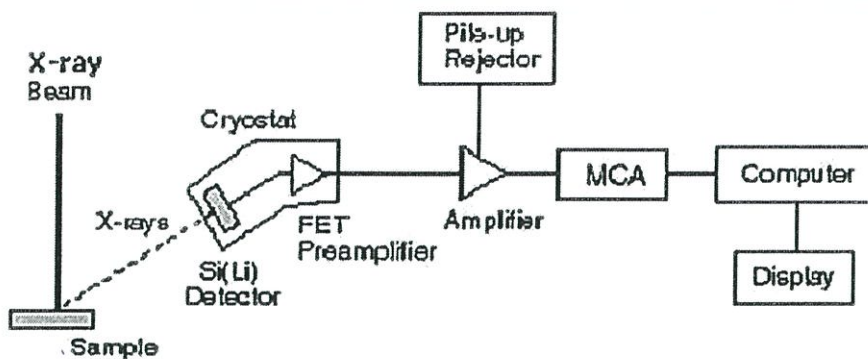 X-ray
Beam
Cryostat
Pile-up
Rejector
X-rays
Si(Li)
Detector
FET
Preamplifier
Amplifier
MCA
Computer
Display
Sample